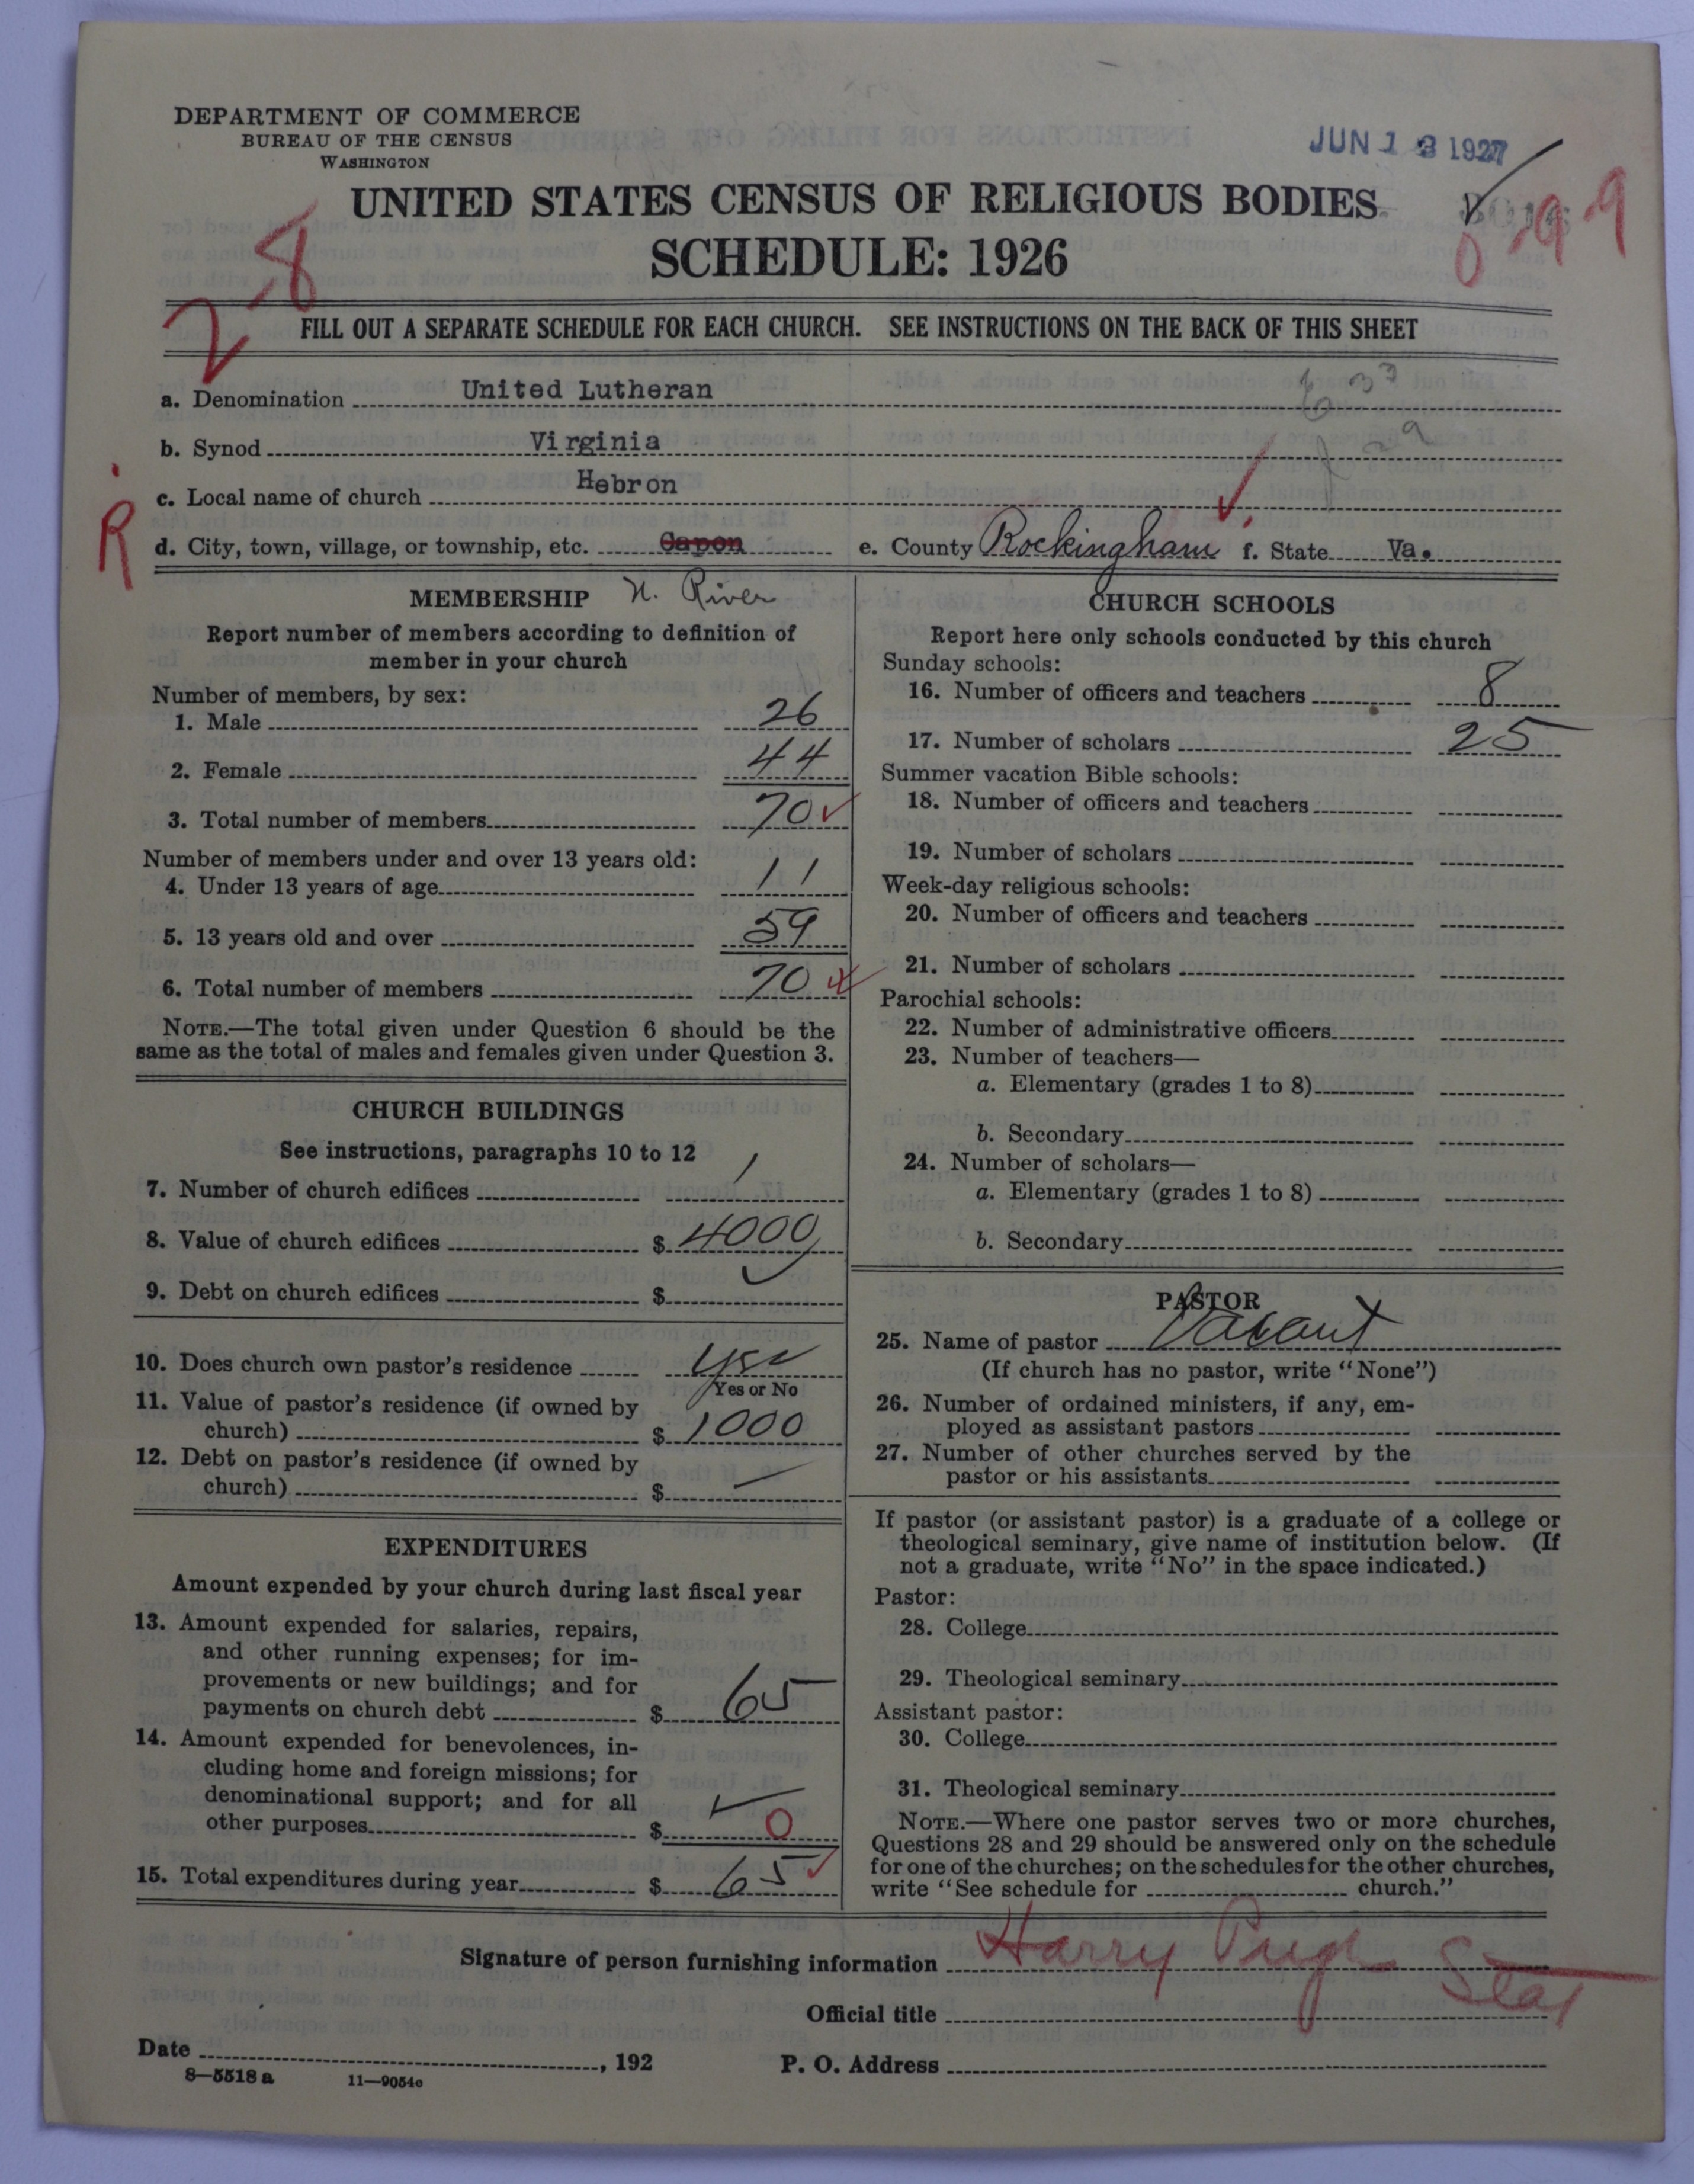 DEPARTMENT OF COMMERCE
BUREAU OF THE CENSUS
WASHINGTON
JUN 13 1927
UNITED STATES CENSUS OF RELIGIOUS BODIES
SCHEDULE: 1926
0-99
2-8
FILL OUT A SEPARATE SCHEDULE FOR EACH CHURCH. SEE INSTRUCTIONS ON THE BACK OF THIS SHEET
a. Denomination United Lutheran
633
b. Synod Virginia
29
c. Local name of church Hebron
R
d. City, town, village, or township, etc. Capon e. County Rockingham f. State Va.
MEMBERSHIP N. River
Report number of members according to definition of
member in your church
Number of members, by sex:
1. Male 26
2. Female 44
3. Total number of members 70
Number of members under and over 13 years old:
4. Under 13 years of age 11
5. 13 years old and over 59
6. Total number of members 70
NOTE.—The total given under Question 6 should be the
same as the total of males and females given under Question 3.
CHURCH BUILDINGS
See instructions, paragraphs 10 to 12
7. Number of church edifices 1
8. Value of church edifices $ 4000
9. Debt on church edifices $
10. Does church own pastor's residence yes
Yes or No
11. Value of pastor's residence (if owned by
church) $ 1000
12. Debt on pastor's residence (if owned by
church) $ —
EXPENDITURES
Amount expended by your church during last fiscal year
13. Amount expended for salaries, repairs,
and other running expenses; for im-
provements or new buildings; and for
payments on church debt $ 65
14. Amount expended for benevolences, in-
cluding home and foreign missions; for
denominational support; and for all
other purposes $ 0
15. Total expenditures during year $ 65
CHURCH SCHOOLS
Report here only schools conducted by this church
Sunday schools:
16. Number of officers and teachers 8
17. Number of scholars 25
Summer vacation Bible schools:
18. Number of officers and teachers
19. Number of scholars
Week-day religious schools:
20. Number of officers and teachers
21. Number of scholars
Parochial schools:
22. Number of administrative officers
23. Number of teachers—
a. Elementary (grades 1 to 8)
b. Secondary
24. Number of scholars—
a. Elementary (grades 1 to 8)
b. Secondary
PASTOR
25. Name of pastor Vacant
(If church has no pastor, write "None")
26. Number of ordained ministers, if any, em-
ployed as assistant pastors
27. Number of other churches served by the
pastor or his assistants
If pastor (or assistant pastor) is a graduate of a college or
theological seminary, give name of institution below. (If
not a graduate, write "No" in the space indicated.)
Pastor:
28. College
29. Theological seminary
Assistant pastor:
30. College
31. Theological seminary
NOTE.—Where one pastor serves two or more churches,
Questions 28 and 29 should be answered only on the schedule
for one of the churches; on the schedules for the other churches,
write "See schedule for church."
Signature of person furnishing information Harry Pugh
Official title
Date , 192
P. O. Address
8—5518 a 11—9054c